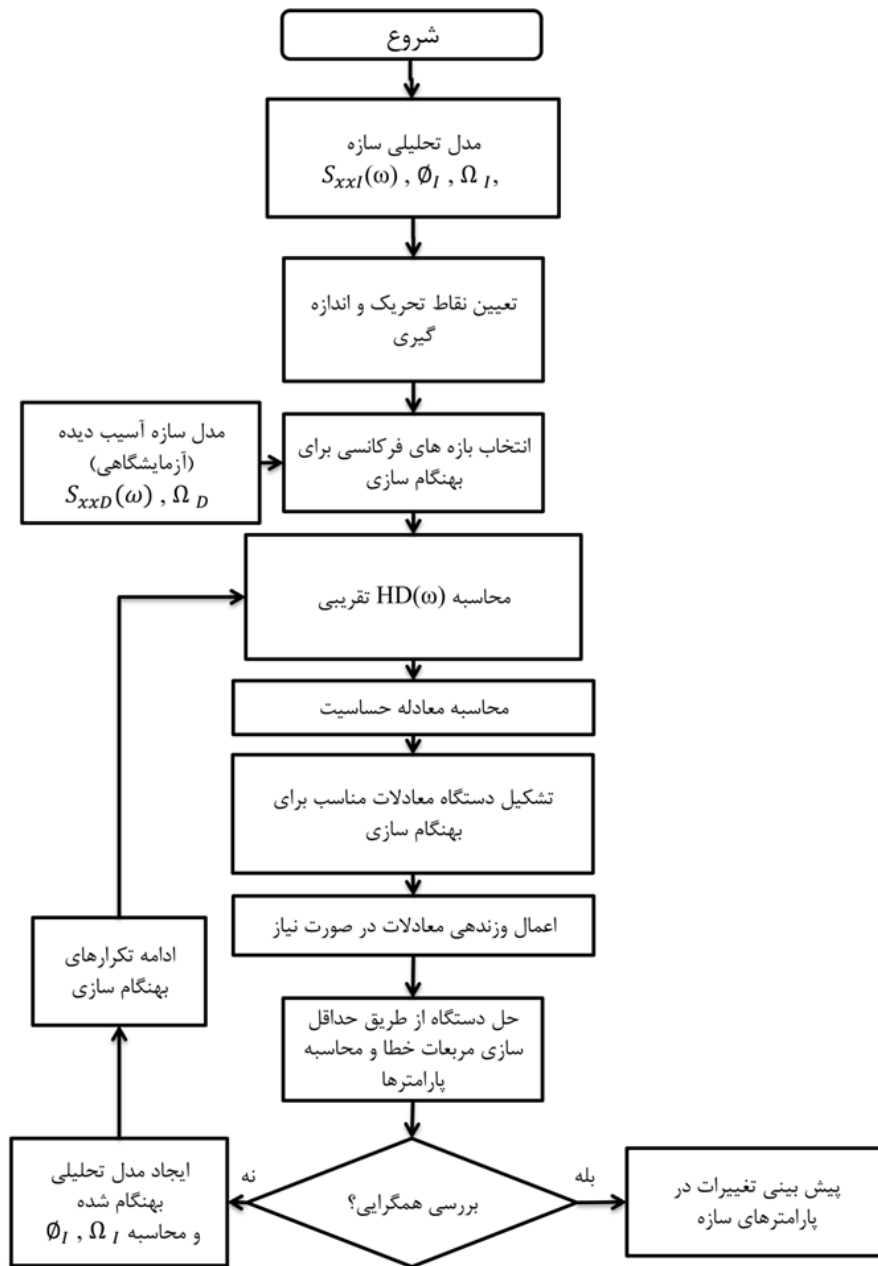 شروع
مدل تحلیلی سازه
S_xxI(ω) , Ø_I , Ω_I,
تعیین نقاط تحریک و اندازه
گیری
مدل سازه آسیب دیده
(آزمایشگاهی)
S_xxD(ω) , Ω_D
انتخاب بازه های فرکانسی برای
بهنگام سازی
محاسبه HD(ω) تقریبی
محاسبه معادله حساسیت
تشکیل دستگاه معادلات مناسب برای
بهنگام سازی
اعمال وزندهی معادلات در صورت نیاز
حل دستگاه از طریق حداقل
سازی مربعات خطا و محاسبه
پارامترها
بررسی همگرایی؟
بله
پیش بینی تغییرات در
پارامترهای سازه
نه
ایجاد مدل تحلیلی
بهنگام شده
و محاسبه Ø_I , Ω_I
ادامه تکرارهای
بهنگام سازی